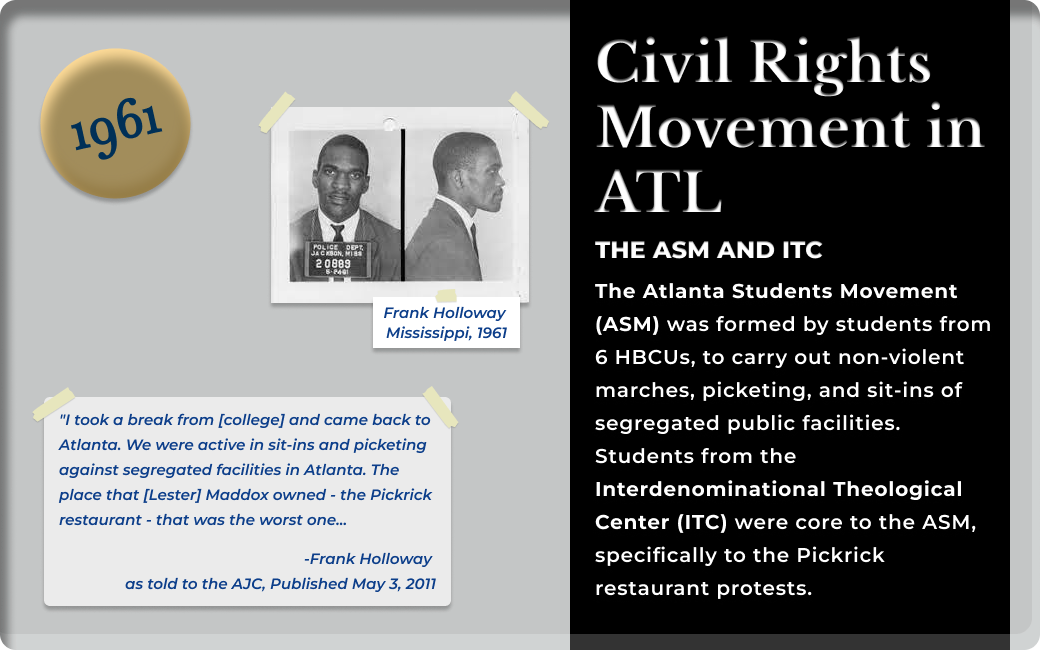 1961
POLICE DEPT.
JACKSON, MISS
20889
5-24-61
Frank Holloway
Mississippi, 1961
"I took a break from [college] and came back to
Atlanta. We were active in sit-ins and picketing
against segregated facilities in Atlanta. The
place that [Lester] Maddox owned - the Pickrick
restaurant - that was the worst one...
-Frank Holloway
as told to the AJC, Published May 3, 2011
Civil Rights
Movement in
ATL
THE ASM AND ITC
The Atlanta Students Movement
(ASM) was formed by students from
6 HBCUs, to carry out non-violent
marches, picketing, and sit-ins of
segregated public facilities.
Students from the
Interdenominational Theological
Center (ITC) were core to the ASM,
specifically to the Pickrick
restaurant protests.